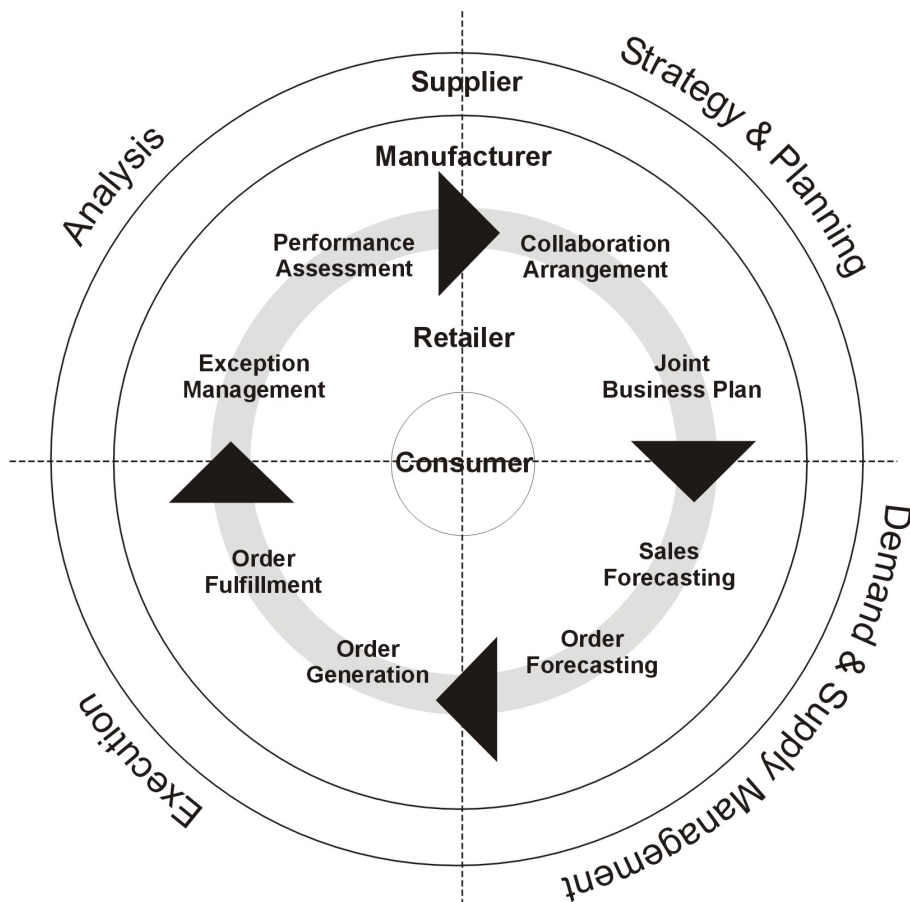 Supplier
Strategy & Planning
Analysis
Manufacturer
Performance
Assessment
Collaboration
Arrangement
Retailer
Exception
Management
Joint
Business Plan
Consumer
Order
Fulfillment
Sales
Forecasting
Demand & Supply Management
Order
Generation
Order
Forecasting
Execution